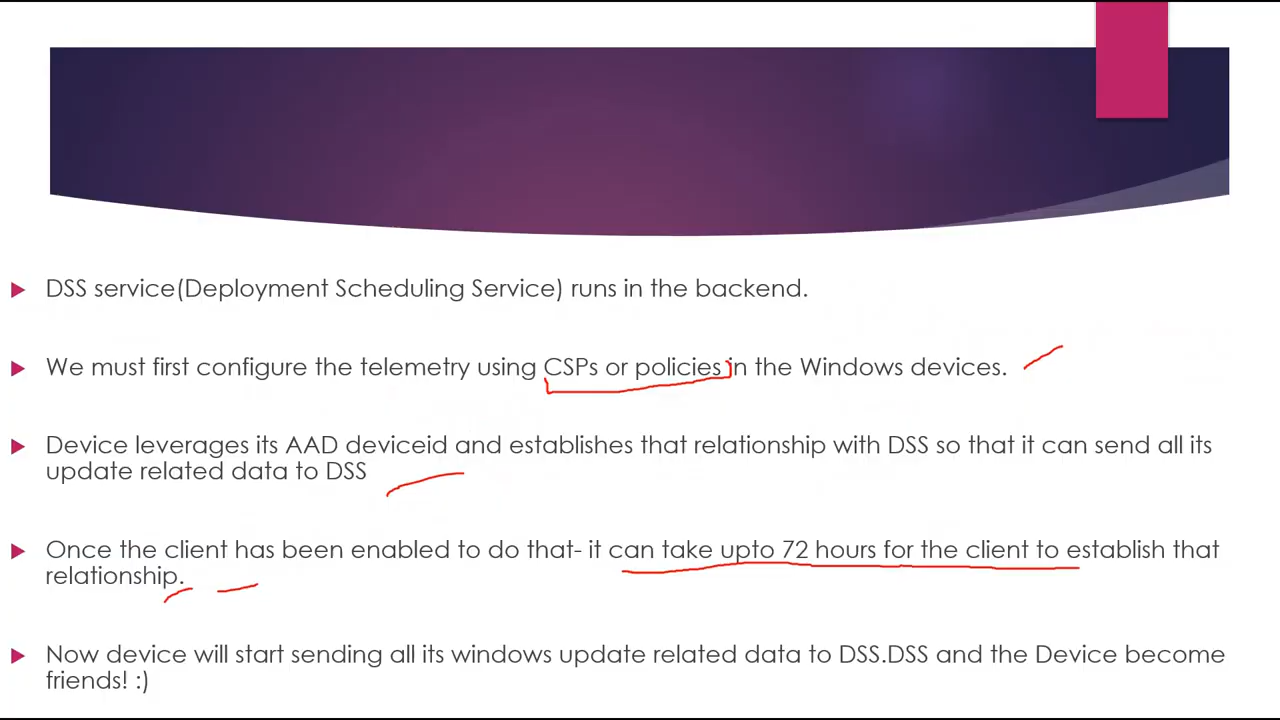 DSS service(Deployment Scheduling Service) runs in the backend.
We must first configure the telemetry using CSPs or policies in the Windows devices.
Device leverages its AAD deviceid and establishes that relationship with DSS so that it can send all its
update related data to DSS
Once the client has been enabled to do that- it can take upto 72 hours for the client to establish that
relationship.
Now device will start sending all its windows update related data to DSS.DSS and the Device become
friends! :)